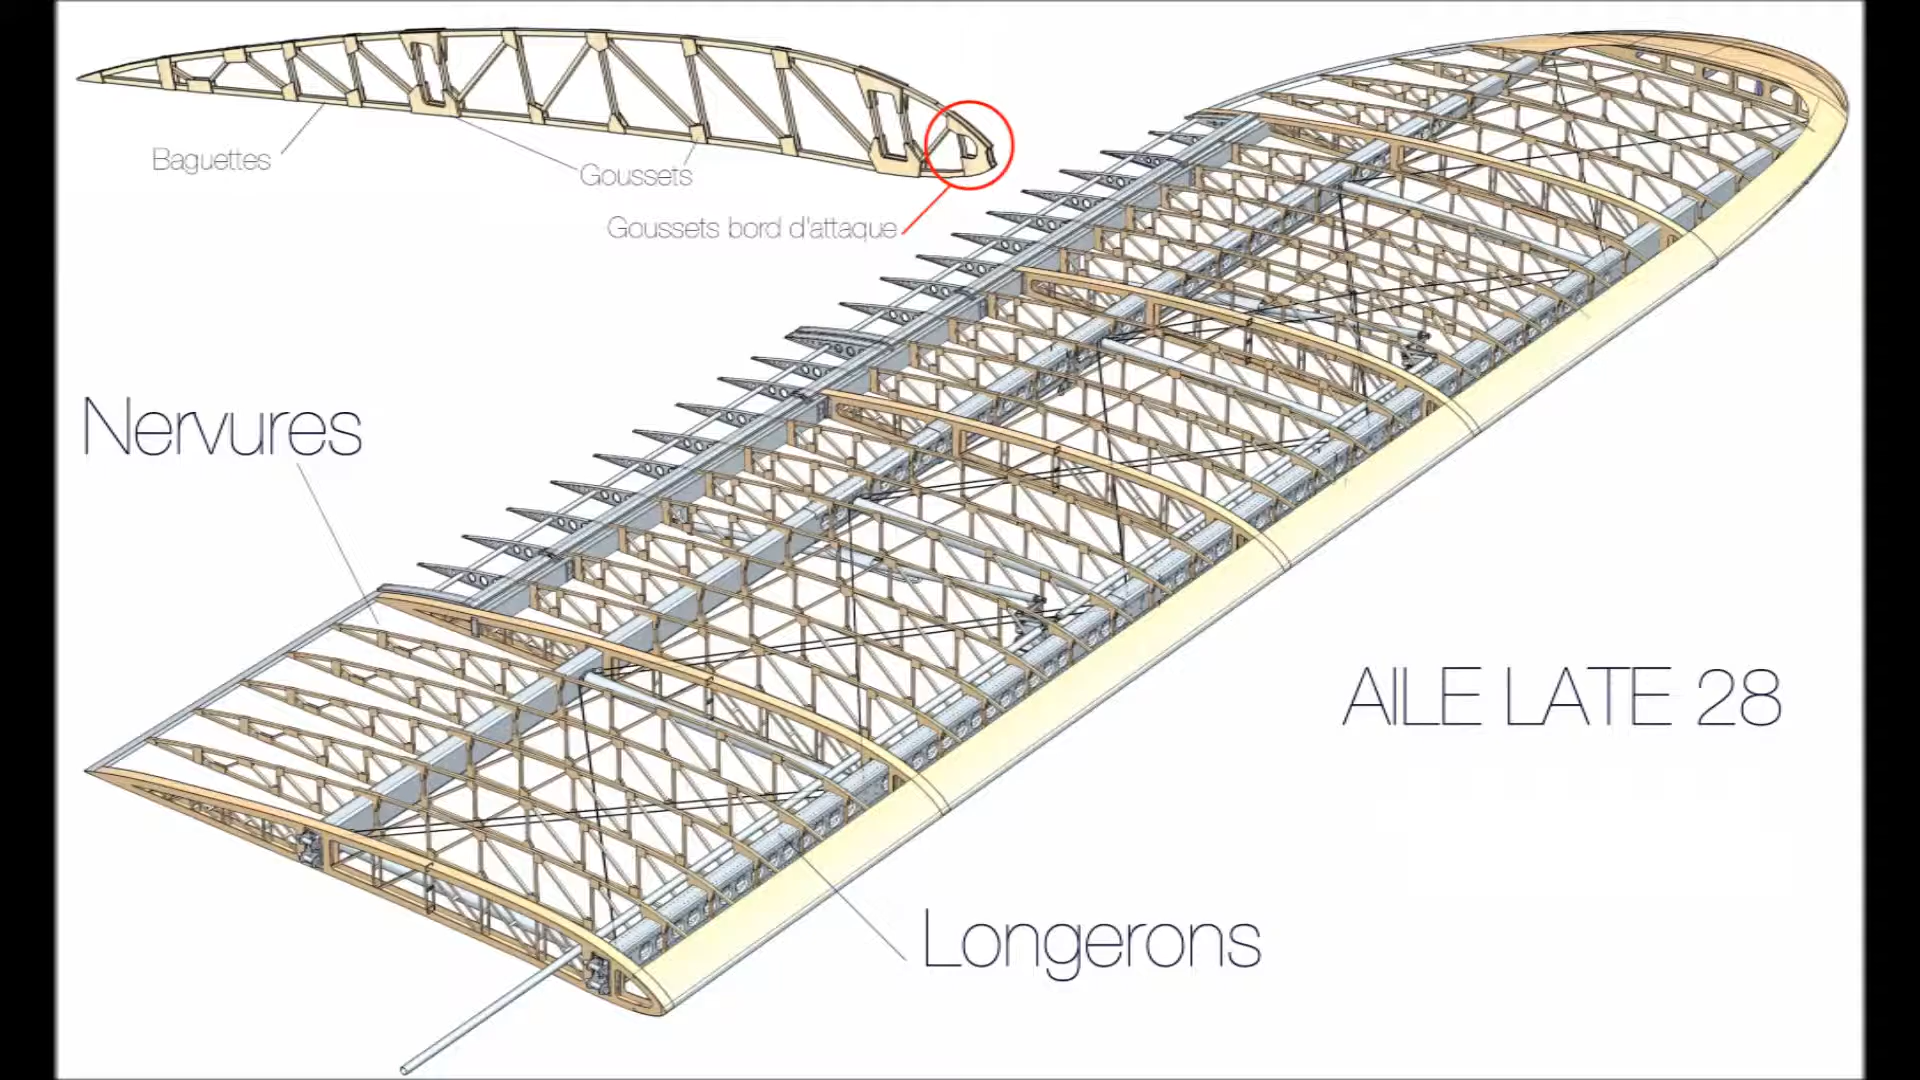 Baguettes
Goussets
Goussets bord d'attaque
Nervures
AILE LATE 28
Longerons